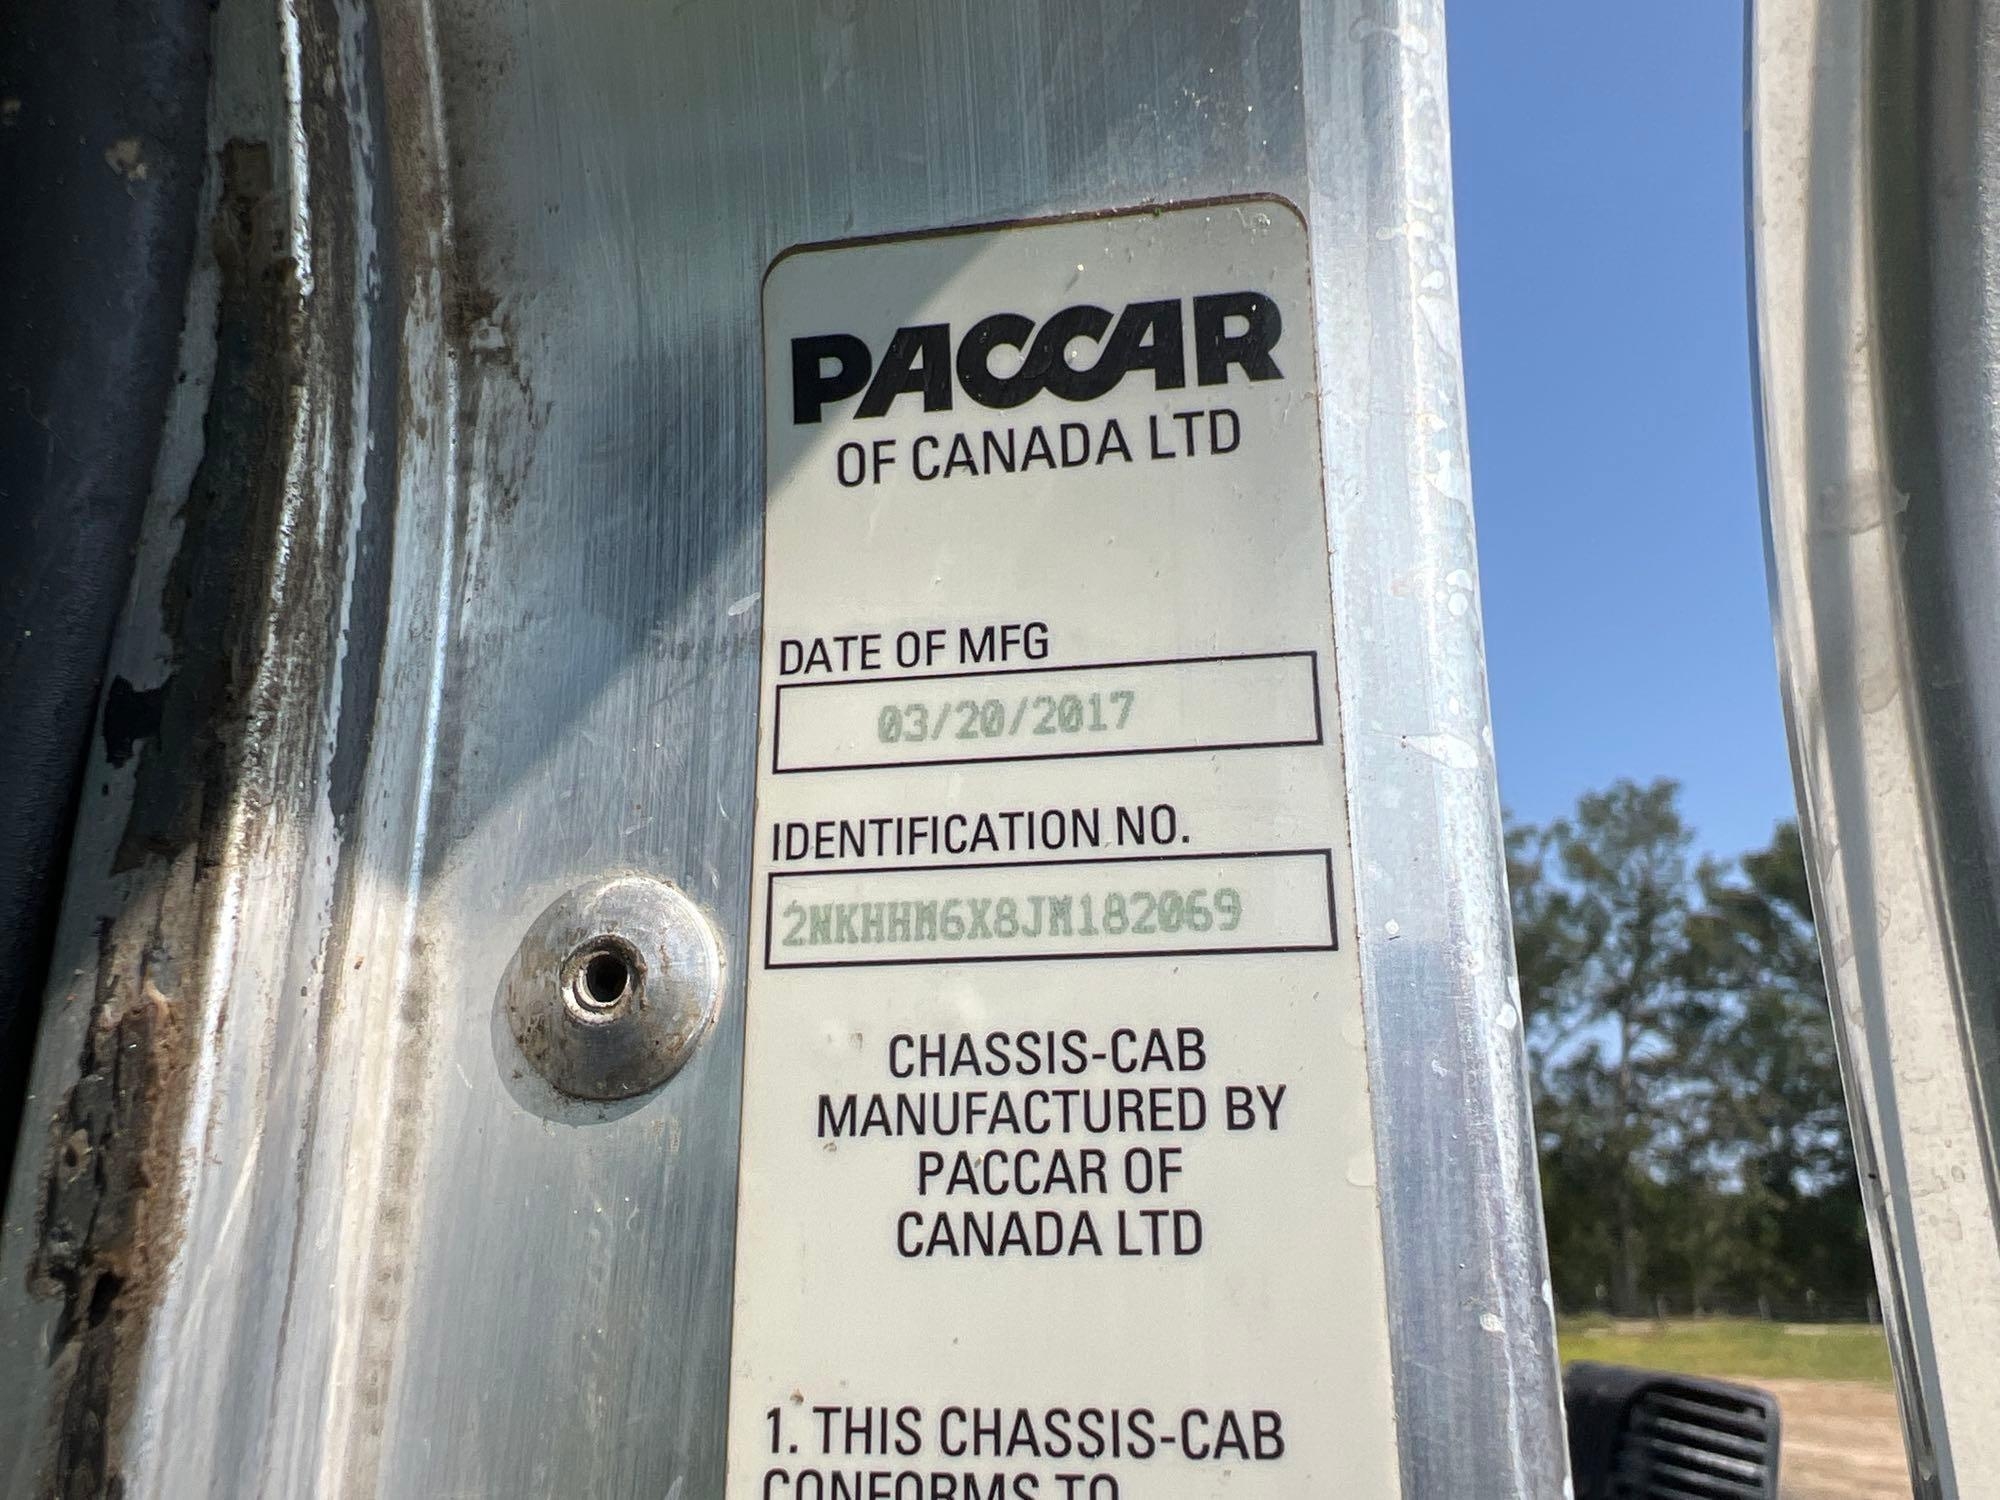 PACCAR
OF CANADA LTD
DATE OF MFG
03/20/2017
IDENTIFICATION NO.
2NKHHM6X8JM182069
CHASSIS-CAB
MANUFACTURED BY
PACCAR OF
CANADA LTD
1. THIS CHASSIS-CAB
CONFORMS TO